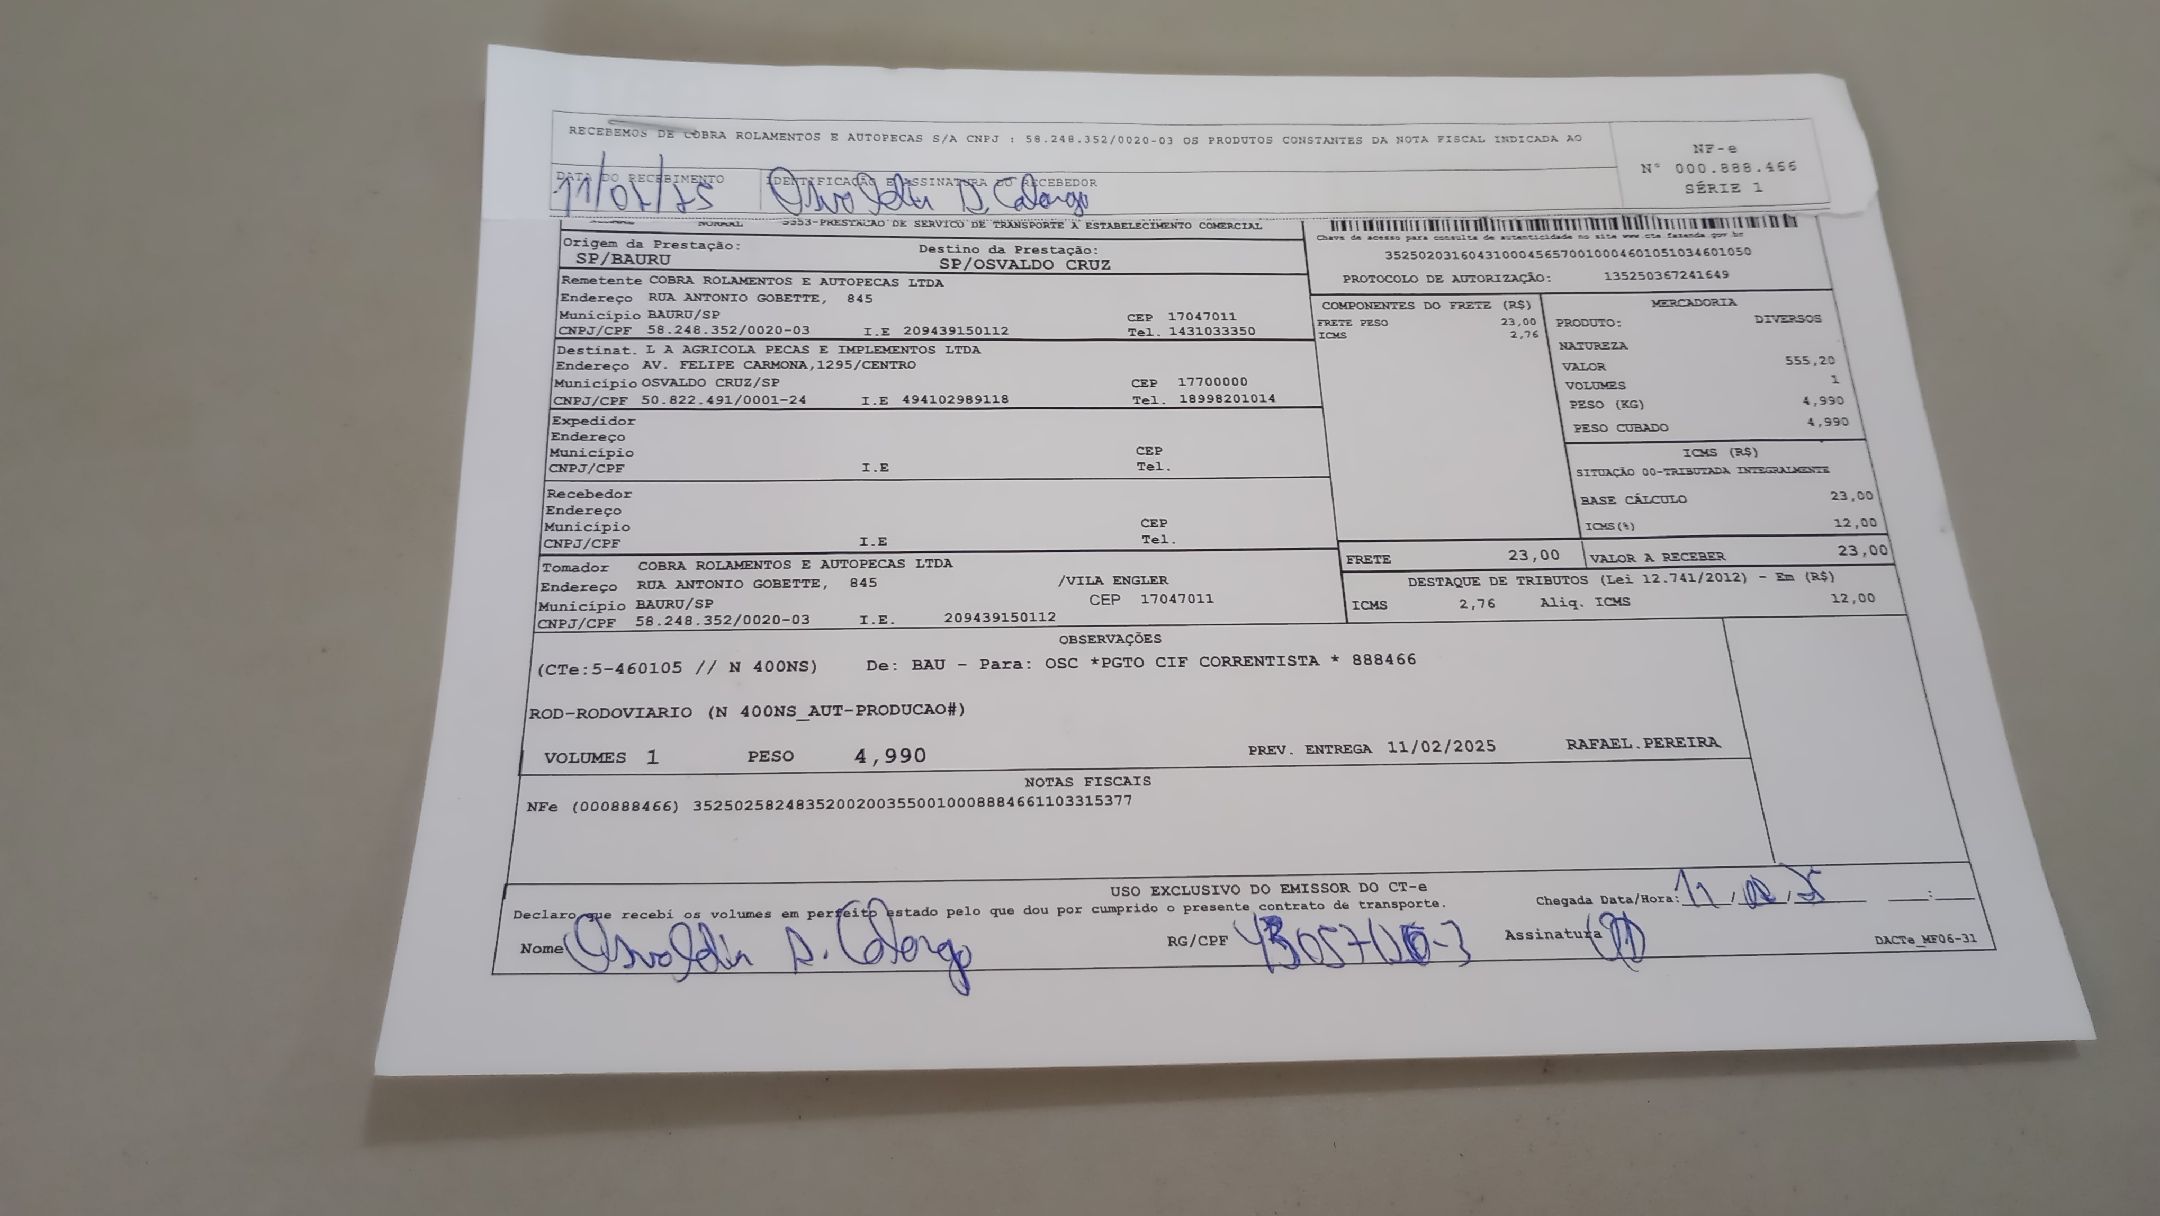 RECEBEMOS DE COBRA ROLAMENTOS E AUTOPECAS S/A CNPJ : 58.248.352/0020-03 OS PRODUTOS CONSTANTES DA NOTA FISCAL INDICADA AO
NF-e
N° 000.888.466
SÉRIE 1
DATA DO RECEBIMENTO IDENTIFICAÇÃO E ASSINATURA DO RECEBEDOR
11/02/25
NORMAL 5353-PRESTACAO DE SERVICO DE TRANSPORTE A ESTABELECIMENTO COMERCIAL
Chave de acesso para consulta de autenticidade no site www.cte.fazenda.gov.br
35250203160431000456570010004601051034601050
PROTOCOLO DE AUTORIZAÇÃO: 135250367241649
Origem da Prestação: Destino da Prestação:
SP/BAURU SP/OSVALDO CRUZ
Remetente COBRA ROLAMENTOS E AUTOPECAS LTDA
Endereço RUA ANTONIO GOBETTE, 845
Município BAURU/SP CEP 17047011
CNPJ/CPF 58.248.352/0020-03 I.E 209439150112 Tel. 1431033350
Destinat. L A AGRICOLA PECAS E IMPLEMENTOS LTDA
Endereço AV. FELIPE CARMONA,1295/CENTRO
Município OSVALDO CRUZ/SP CEP 17700000
CNPJ/CPF 50.822.491/0001-24 I.E 494102989118 Tel. 18998201014
Expedidor
Endereço
Município CEP
CNPJ/CPF I.E Tel.
Recebedor
Endereço
Município CEP
CNPJ/CPF I.E Tel.
Tomador COBRA ROLAMENTOS E AUTOPECAS LTDA
Endereço RUA ANTONIO GOBETTE, 845 /VILA ENGLER
Município BAURU/SP CEP 17047011
CNPJ/CPF 58.248.352/0020-03 I.E. 209439150112
COMPONENTES DO FRETE (R$)
FRETE PESO 23,00
ICMS 2,76
MERCADORIA
PRODUTO: DIVERSOS
NATUREZA
VALOR 555,20
VOLUMES 1
PESO (KG) 4,990
PESO CUBADO 4,990
ICMS (R$)
SITUAÇÃO 00-TRIBUTADA INTEGRALMENTE
BASE CÁLCULO 23,00
ICMS(%) 12,00
FRETE 23,00 VALOR A RECEBER 23,00
DESTAQUE DE TRIBUTOS (Lei 12.741/2012) - Em (R$)
ICMS 2,76 Aliq. ICMS 12,00
OBSERVAÇÕES
(CTe:5-460105 // N 400NS) De: BAU - Para: OSC *PGTO CIF CORRENTISTA * 888466
ROD-RODOVIARIO (N 400NS_AUT-PRODUCAO#)
VOLUMES 1 PESO 4,990 PREV. ENTREGA 11/02/2025 RAFAEL.PEREIRA
NOTAS FISCAIS
NFe (000888466) 35250258248352002003550010008884661103315377
USO EXCLUSIVO DO EMISSOR DO CT-e
Declaro que recebi os volumes em perfeito estado pelo que dou por cumprido o presente contrato de transporte. Chegada Data/Hora: 11/02/25 __:__
Nome RG/CPF Assinatura
DACTe_MF06-31